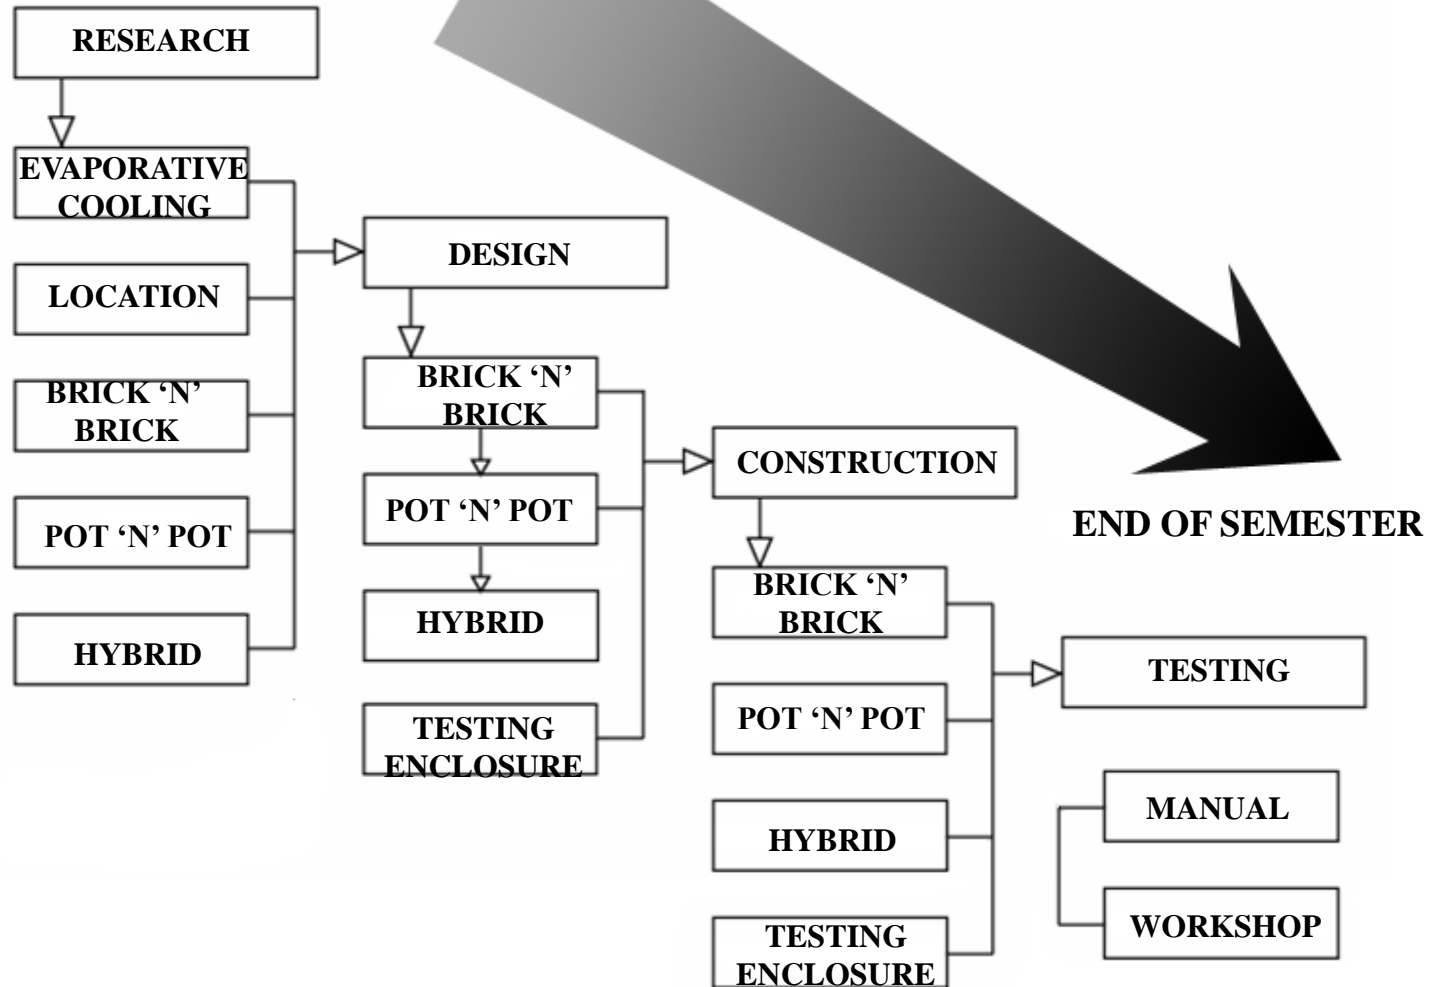 RESEARCH
EVAPORATIVE
COOLING
LOCATION
BRICK ‘N’
BRICK
POT ‘N’ POT
HYBRID
DESIGN
BRICK ‘N’
BRICK
POT ‘N’ POT
HYBRID
TESTING
ENCLOSURE
CONSTRUCTION
BRICK ‘N’
BRICK
POT ‘N’ POT
HYBRID
TESTING
ENCLOSURE
END OF SEMESTER
TESTING
MANUAL
WORKSHOP